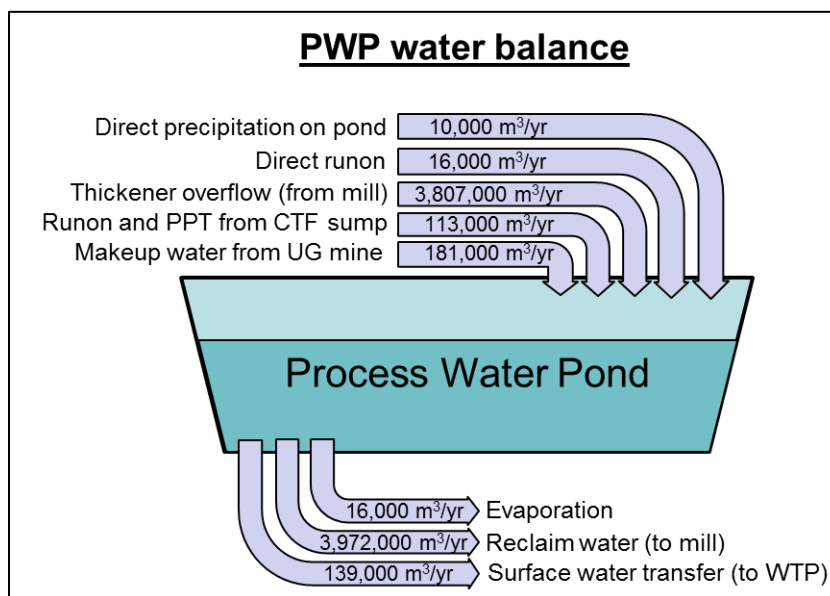 PWP water balance
Direct precipitation on pond 10,000 m³/yr
Direct runon 16,000 m³/yr
Thickener overflow (from mill) 3,807,000 m³/yr
Runon and PPT from CTF sump 113,000 m³/yr
Makeup water from UG mine 181,000 m³/yr
Process Water Pond
16,000 m³/yr Evaporation
3,972,000 m³/yr Reclaim water (to mill)
139,000 m³/yr Surface water transfer (to WTP)